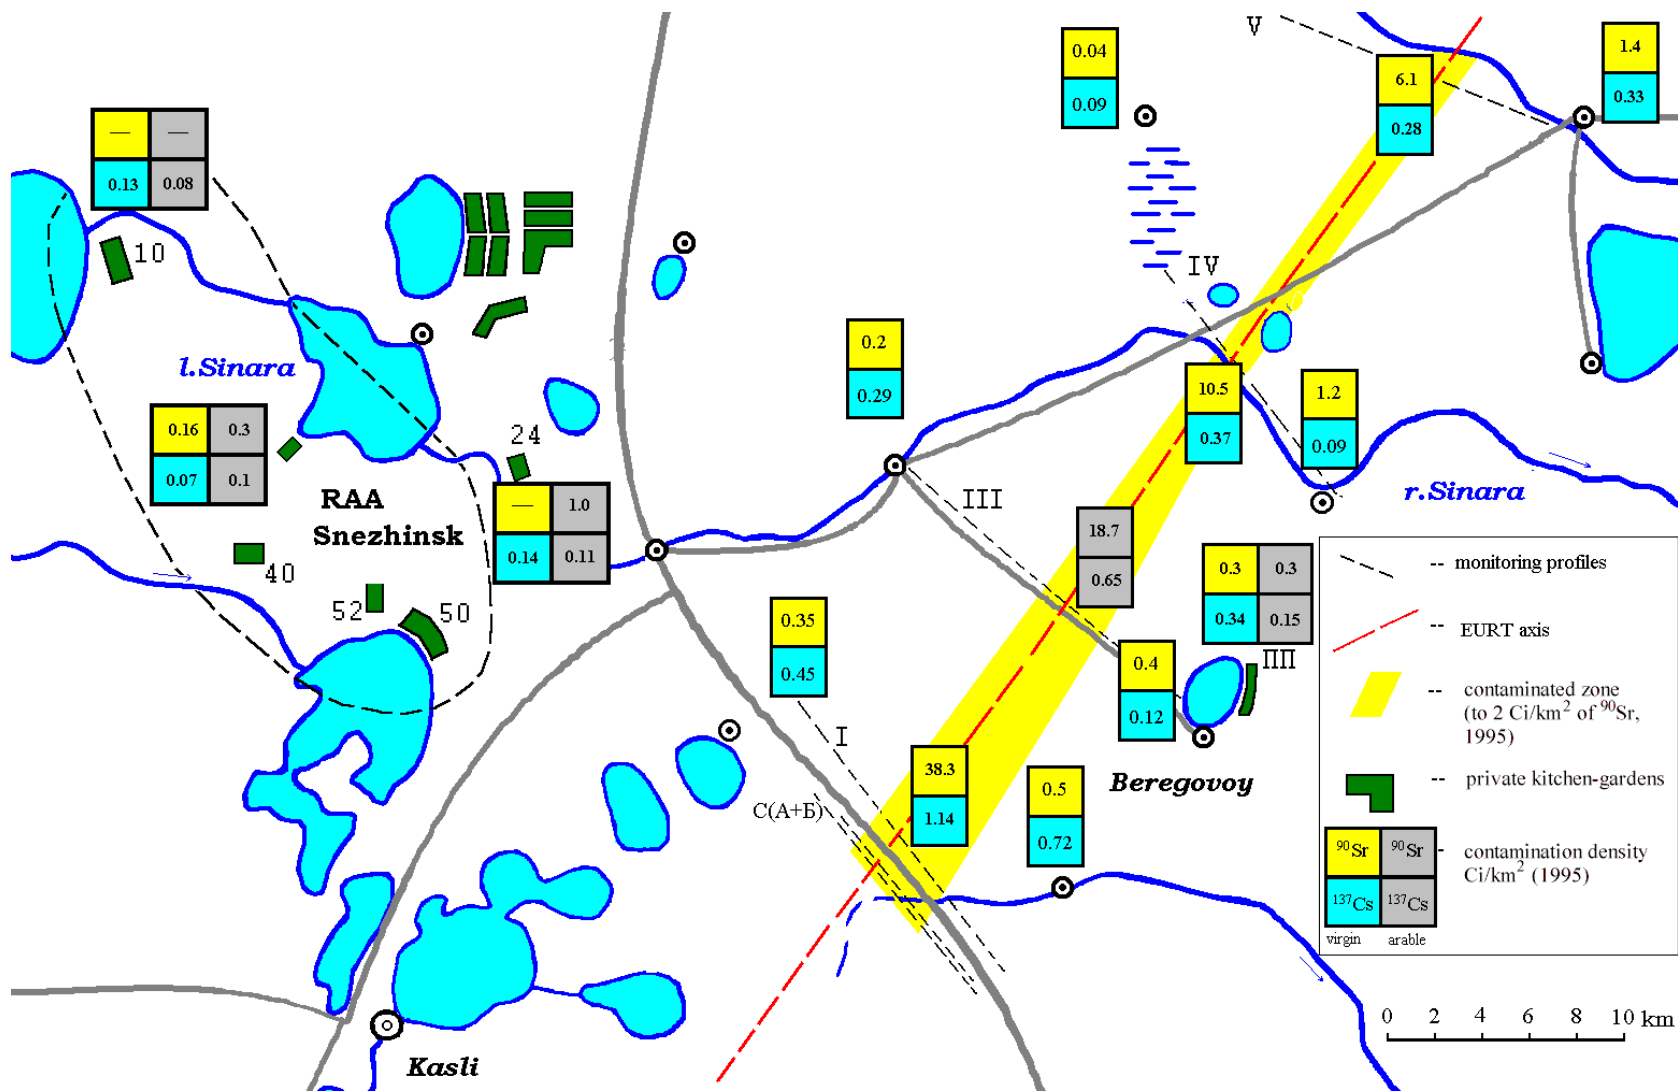 V
0.04
0.09
6.1
0.28
1.4
0.33
— —
0.13 0.08
10
IV
l.Sinara
0.2
0.29
24
0.16 0.3
0.07 0.1
RAA
Snezhinsk
— 1.0
0.14 0.11
10.5
0.37
1.2
0.09
r.Sinara
III
18.7
0.65
40
52
50
0.3 0.3
0.34 0.15
ПП
0.35
0.45
0.4
0.12
I
С(А+Б)
38.3
1.14
0.5
0.72
Beregovoy
Kasli
-- monitoring profiles
-- EURT axis
-- contaminated zone
(to 2 Ci/km² of ⁹⁰Sr,
1995)
-- private kitchen-gardens
⁹⁰Sr ⁹⁰Sr - contamination density
Ci/km² (1995)
¹³⁷Cs ¹³⁷Cs
virgin arable
0 2 4 6 8 10 km